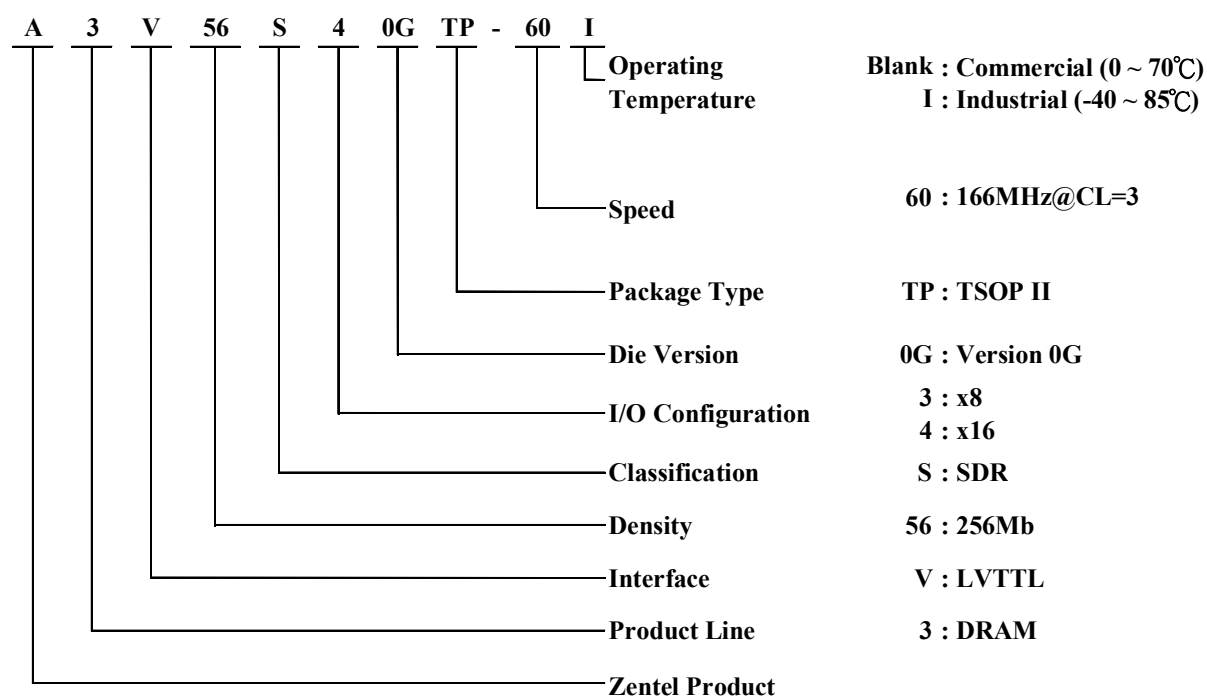 A 3 V 56 S 4 0G TP - 60 I
Operating Blank : Commercial (0 ~ 70℃)
Temperature I : Industrial (-40 ~ 85℃)
Speed 60 : 166MHz@CL=3
Package Type TP : TSOP II
Die Version 0G : Version 0G
3 : x8
I/O Configuration
4 : x16
Classification S : SDR
Density 56 : 256Mb
Interface V : LVTTL
Product Line 3 : DRAM
Zentel Product